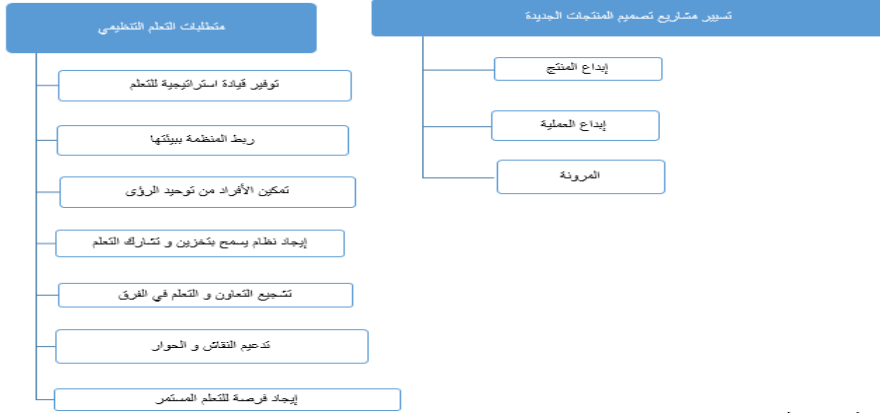 تسيير مشاريع تصميم المنتجات الجديدة
إبداع المنتج
إبداع العملية
المرونة
متطلبات التعلم التنظيمي
توفير قيادة استراتيجية للتعلم
ربط المنظمة ببيئتها
تمكين الأفراد من توحيد الرؤى
إيجاد نظام يسمح بتخزين و تشارك التعلم
تشجيع التعاون و التعلم في الفرق
تدعيم النقاش و الحوار
إيجاد فرصة للتعلم المستمر